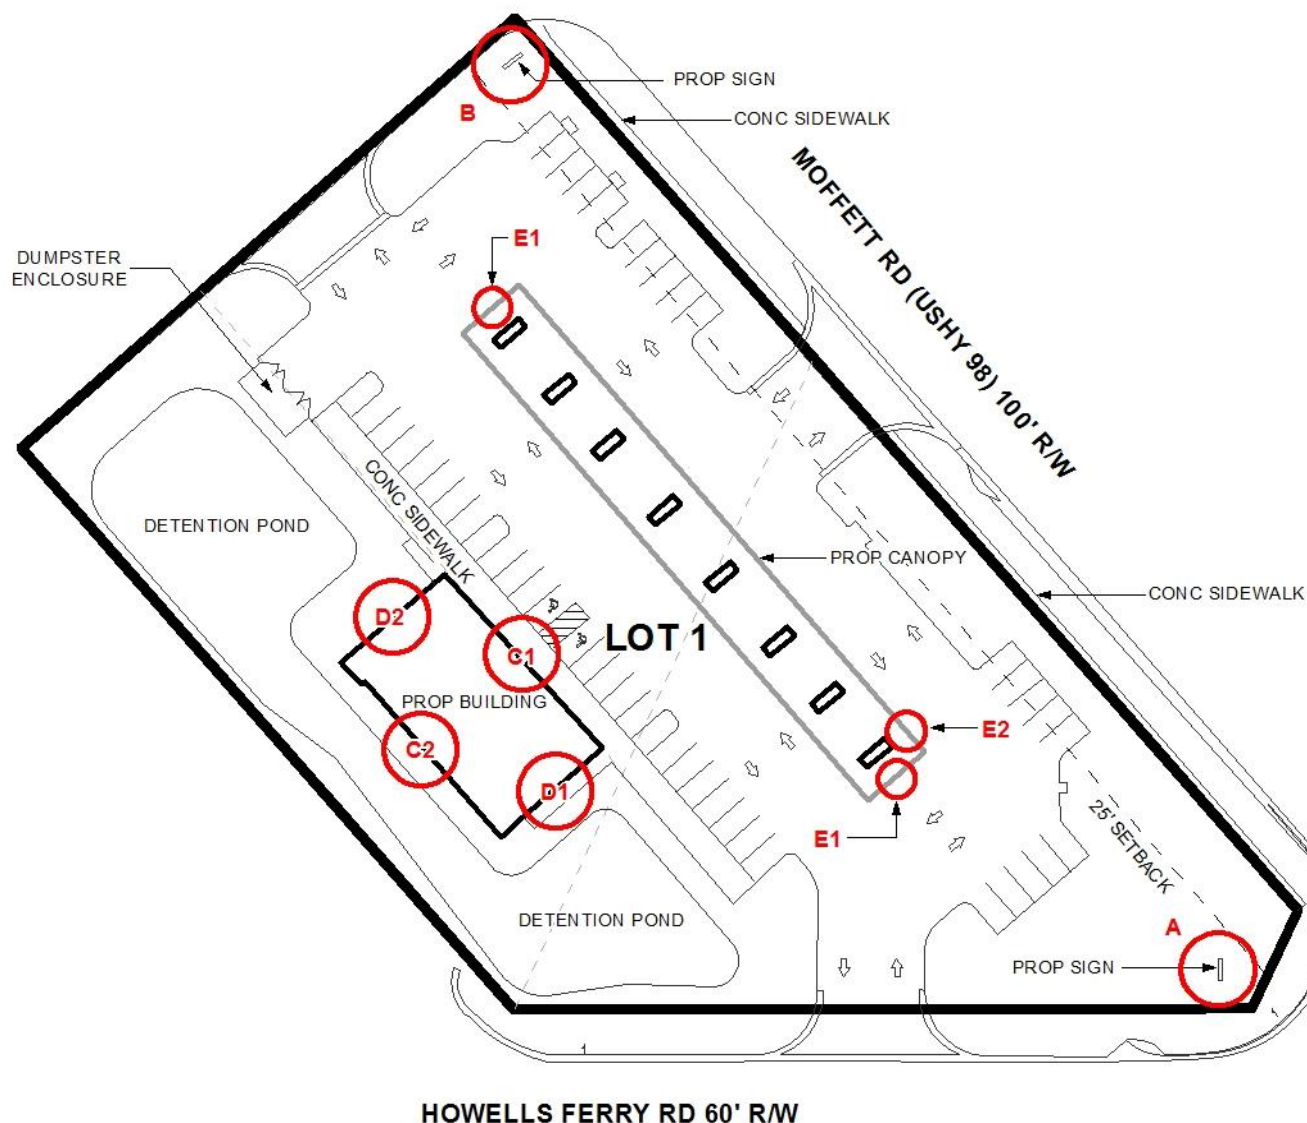 PROP SIGN
B
CONC SIDEWALK
MOFFETT RD (USHY 98) 100' R/W
E1
DUMPSTER
ENCLOSURE
CONC SIDEWALK
DETENTION POND
PROP CANOPY
CONC SIDEWALK
D2
C1
LOT 1
PROP BUILDING
C2
E2
D1
E1
25' SETBACK
DETENTION POND
A
PROP SIGN
HOWELLS FERRY RD 60' R/W